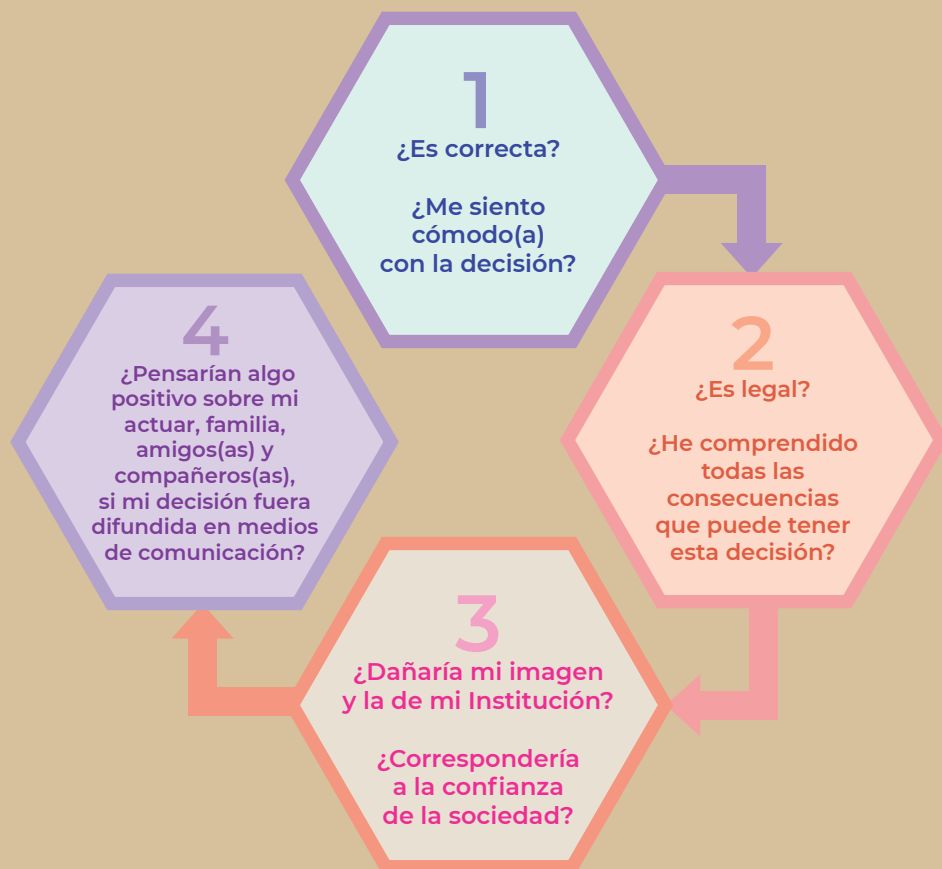 1
¿Es correcta?
¿Me siento
cómodo(a)
con la decisión?
2
¿Es legal?
¿He comprendido
todas las
consecuencias
que puede tener
esta decisión?
3
¿Dañaría mi imagen
y la de mi Institución?
¿Correspondería
a la confianza
de la sociedad?
4
¿Pensarían algo
positivo sobre mi
actuar, familia,
amigos(as) y
compañeros(as),
si mi decisión fuera
difundida en medios
de comunicación?